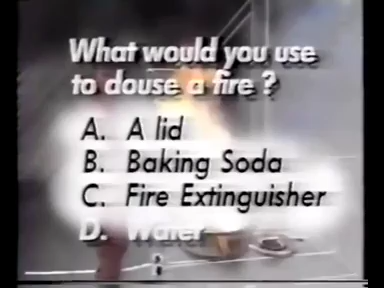 What would you use
to douse a fire ?
A. A lid
B. Baking Soda
C. Fire Extinguisher
D. Water